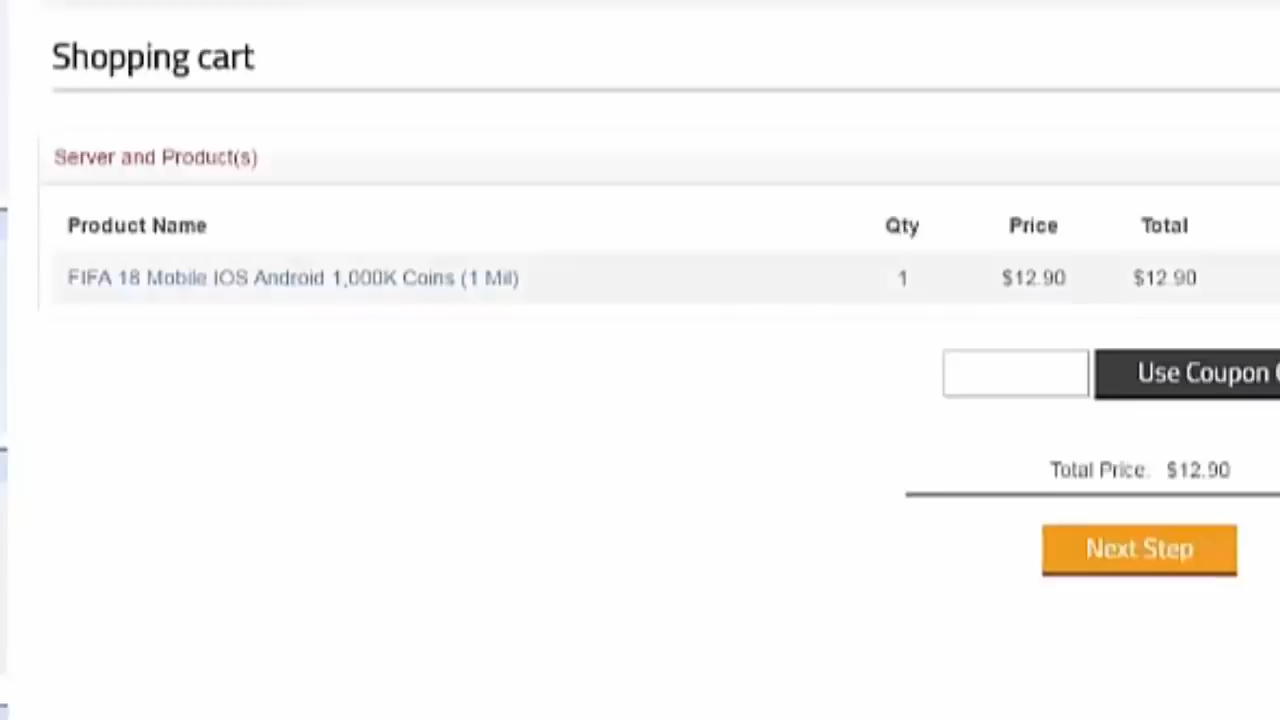 Shopping cart
Server and Product(s)
Product Name Qty Price Total
FIFA 18 Mobile IOS Android 1,000K Coins (1 Mil) 1 $12.90 $12.90
Use Coupon
Total Price: $12.90
Next Step